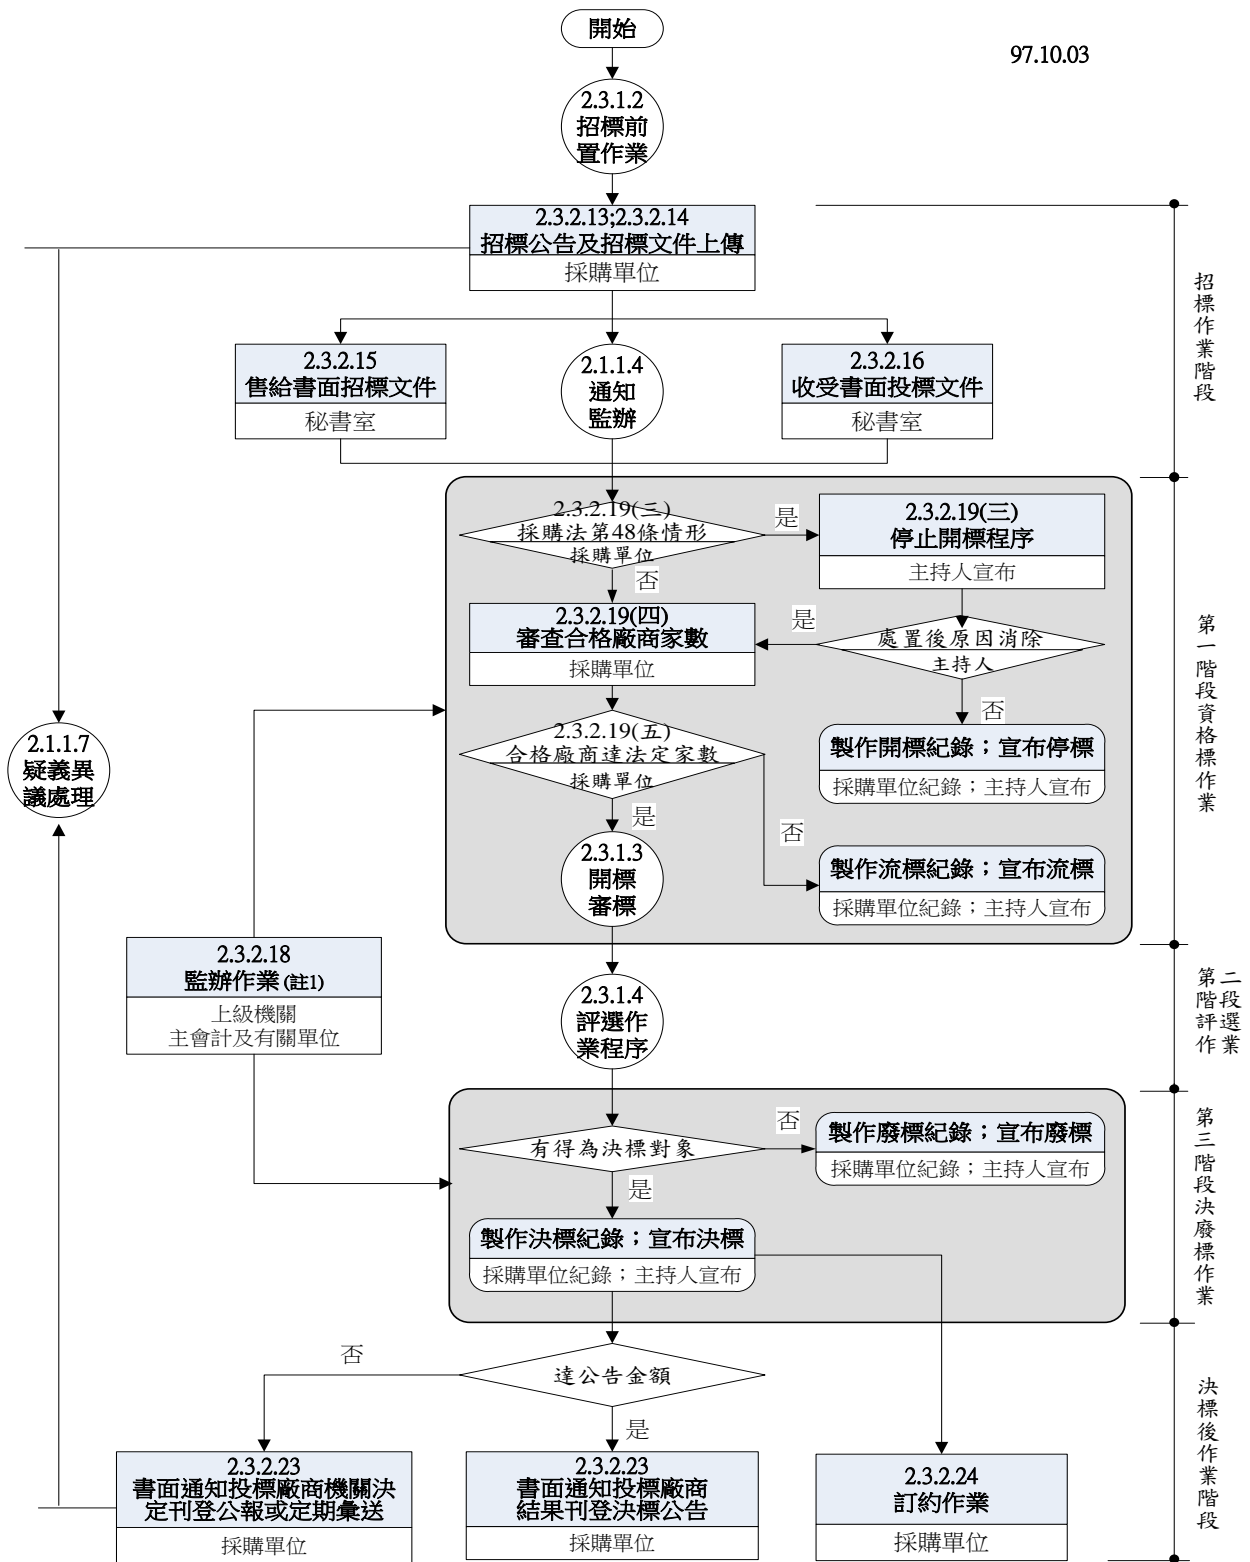 開始
97.10.03
2.3.1.2
招標前
置作業
2.3.2.13;2.3.2.14
招標公告及招標文件上傳
採購單位
招標作業階段
2.3.2.15
售給書面招標文件
秘書室
2.1.1.4
通知
監辦
2.3.2.16
收受書面投標文件
秘書室
2.3.2.19(三)
採購法第48條情形
採購單位
是
否
2.3.2.19(三)
停止開標程序
主持人宣布
2.3.2.19(四)
審查合格廠商家數
採購單位
是
處置後原因消除
主持人
否
第一階段資格標作業
2.3.2.19(五)
合格廠商達法定家數
採購單位
是
否
製作開標紀錄；宣布停標
採購單位紀錄；主持人宣布
2.1.1.7
疑義異
議處理
2.3.1.3
開標
審標
製作流標紀錄；宣布流標
採購單位紀錄；主持人宣布
2.3.2.18
監辦作業(註1)
上級機關
主會計及有關單位
2.3.1.4
評選作
業程序
第二
階段
評選
作業
有得為決標對象
否
是
製作廢標紀錄；宣布廢標
採購單位紀錄；主持人宣布
製作決標紀錄；宣布決標
採購單位紀錄；主持人宣布
第三階段決廢標作業
達公告金額
否
是
2.3.2.23
書面通知投標廠商機關決
定刊登公報或定期彙送
採購單位
2.3.2.23
書面通知投標廠商
結果刊登決標公告
採購單位
2.3.2.24
訂約作業
採購單位
決標後作業階段